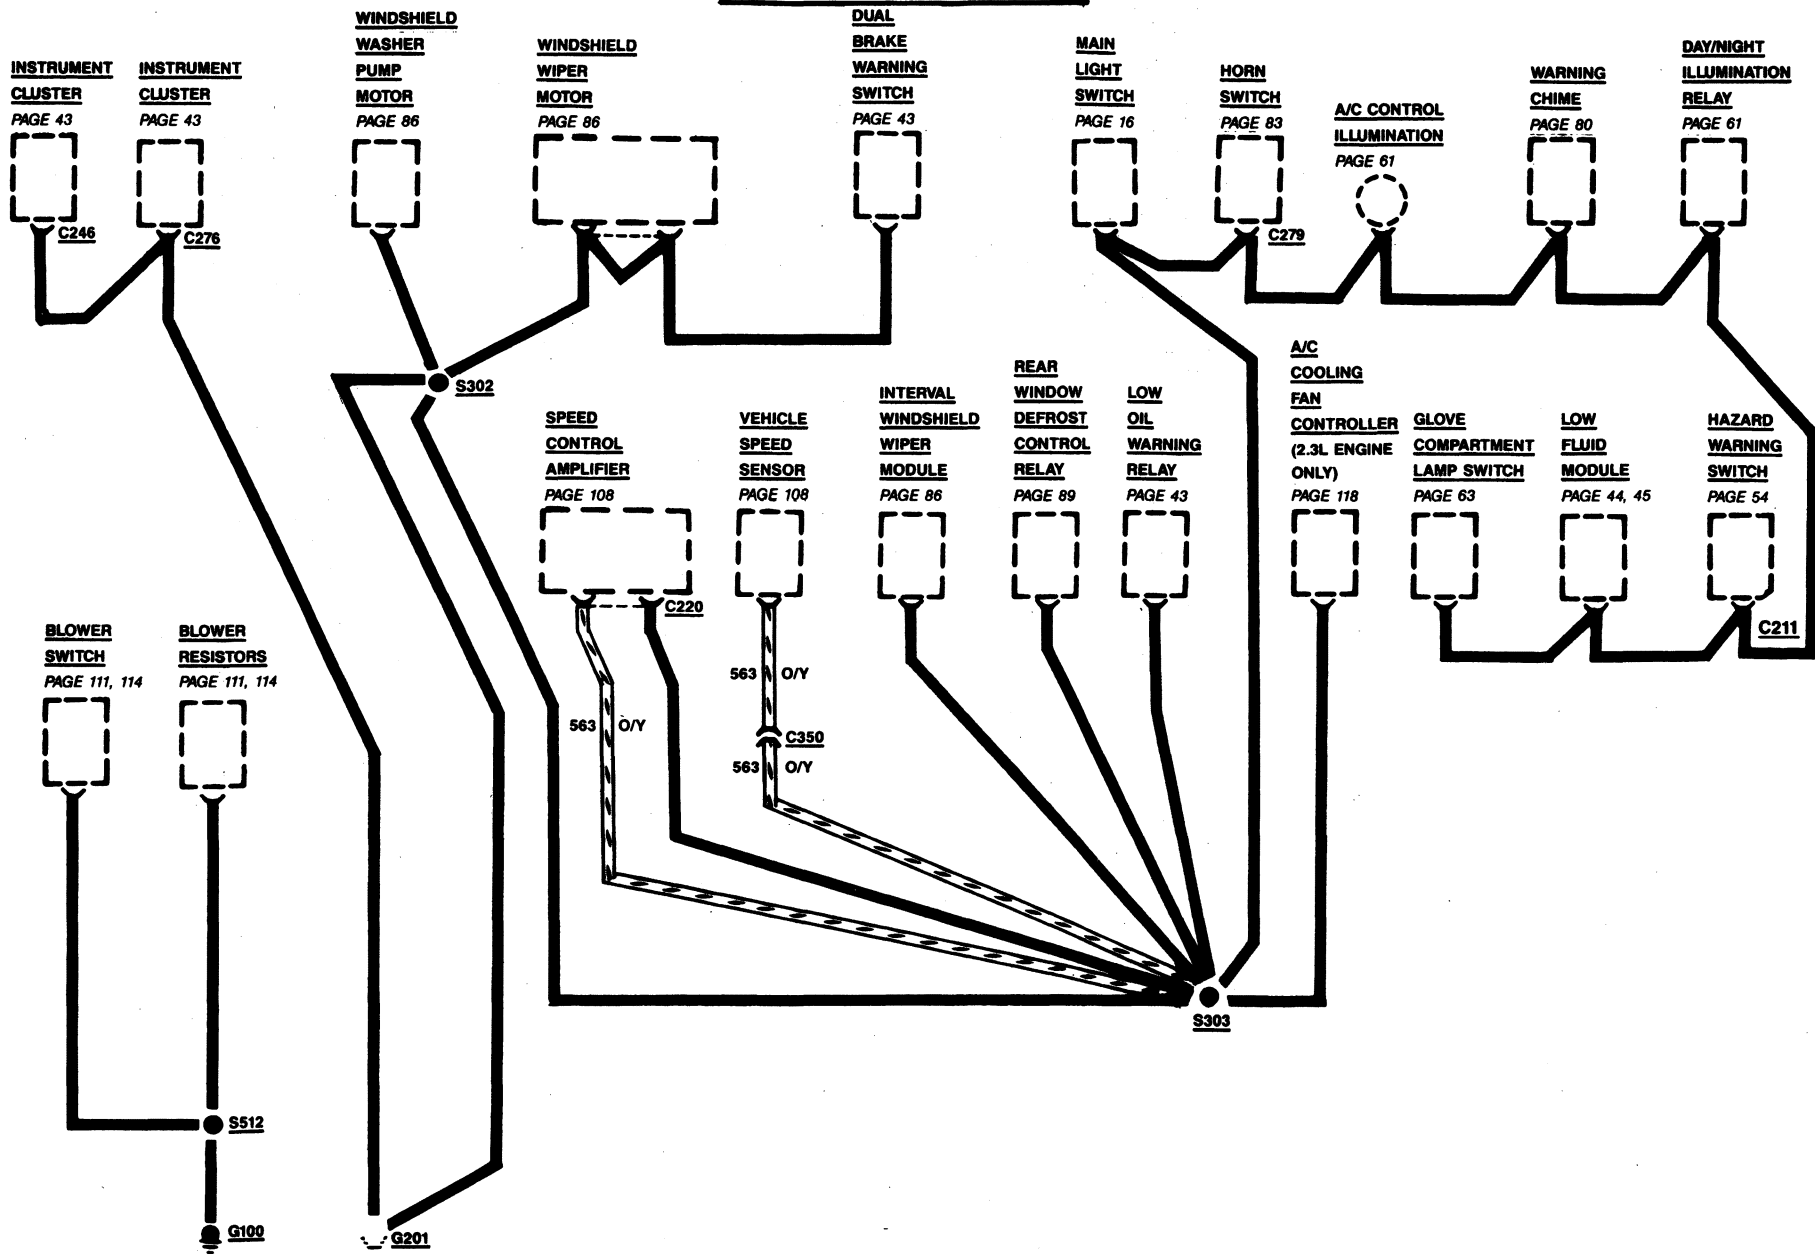 INSTRUMENT
CLUSTER
PAGE 43
INSTRUMENT
CLUSTER
PAGE 43
WINDSHIELD
WASHER
PUMP
MOTOR
PAGE 86
WINDSHIELD
WIPER
MOTOR
PAGE 86
DUAL
BRAKE
WARNING
SWITCH
PAGE 43
MAIN
LIGHT
SWITCH
PAGE 16
HORN
SWITCH
PAGE 83
A/C CONTROL
ILLUMINATION
PAGE 61
WARNING
CHIME
PAGE 80
DAY/NIGHT
ILLUMINATION
RELAY
PAGE 61
C246
C276
C279
S302
SPEED
CONTROL
AMPLIFIER
PAGE 108
VEHICLE
SPEED
SENSOR
PAGE 108
INTERVAL
WINDSHIELD
WIPER
MODULE
PAGE 86
REAR
WINDOW
DEFROST
CONTROL
RELAY
PAGE 89
LOW
OIL
WARNING
RELAY
PAGE 43
A/C
COOLING
FAN
CONTROLLER
(2.3L ENGINE
ONLY)
PAGE 118
GLOVE
COMPARTMENT
LAMP SWITCH
PAGE 63
LOW
FLUID
MODULE
PAGE 44, 45
HAZARD
WARNING
SWITCH
PAGE 54
C220
C211
BLOWER
SWITCH
PAGE 111, 114
BLOWER
RESISTORS
PAGE 111, 114
563 O/Y
563 O/Y
C350
563 O/Y
S303
S512
G100
G201